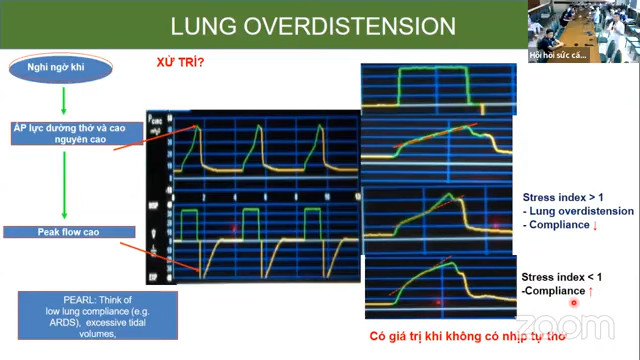 LUNG OVERDISTENSION
Nghi ngờ khi
XỬ TRÍ?
ÁP lực đường thở và cao
nguyên cao
Peak flow cao
PEARL: Think of
low lung compliance (e.g.
ARDS), excessive tidal
volumes,
Stress index > 1
- Lung overdistension
- Compliance ↓
Stress index < 1
-Compliance ↑
Có giá trị khi không có nhịp tự thở
Hội hồi sức cấ...
zoom